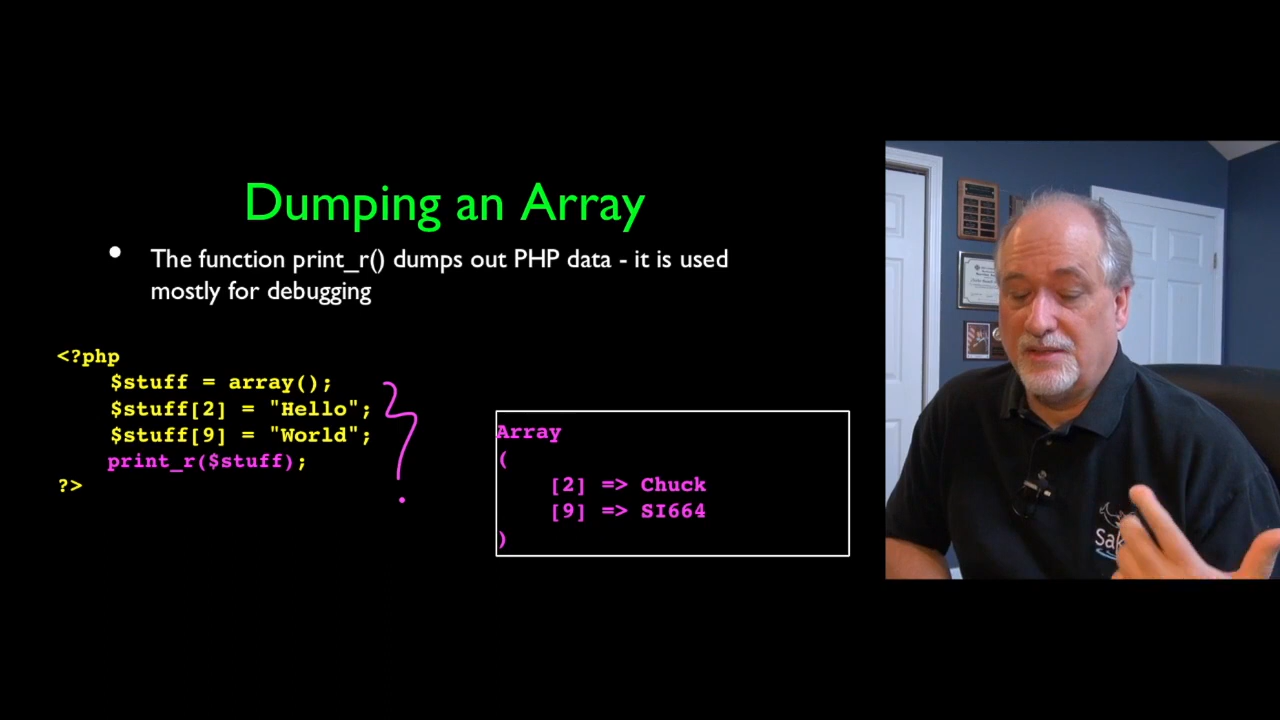 Dumping an Array
• The function print_r() dumps out PHP data - it is used
mostly for debugging
<?php
$stuff = array();
$stuff[2] = "Hello";
$stuff[9] = "World";
print_r($stuff);
?>
Array
(
[2] => Chuck
[9] => SI664
)